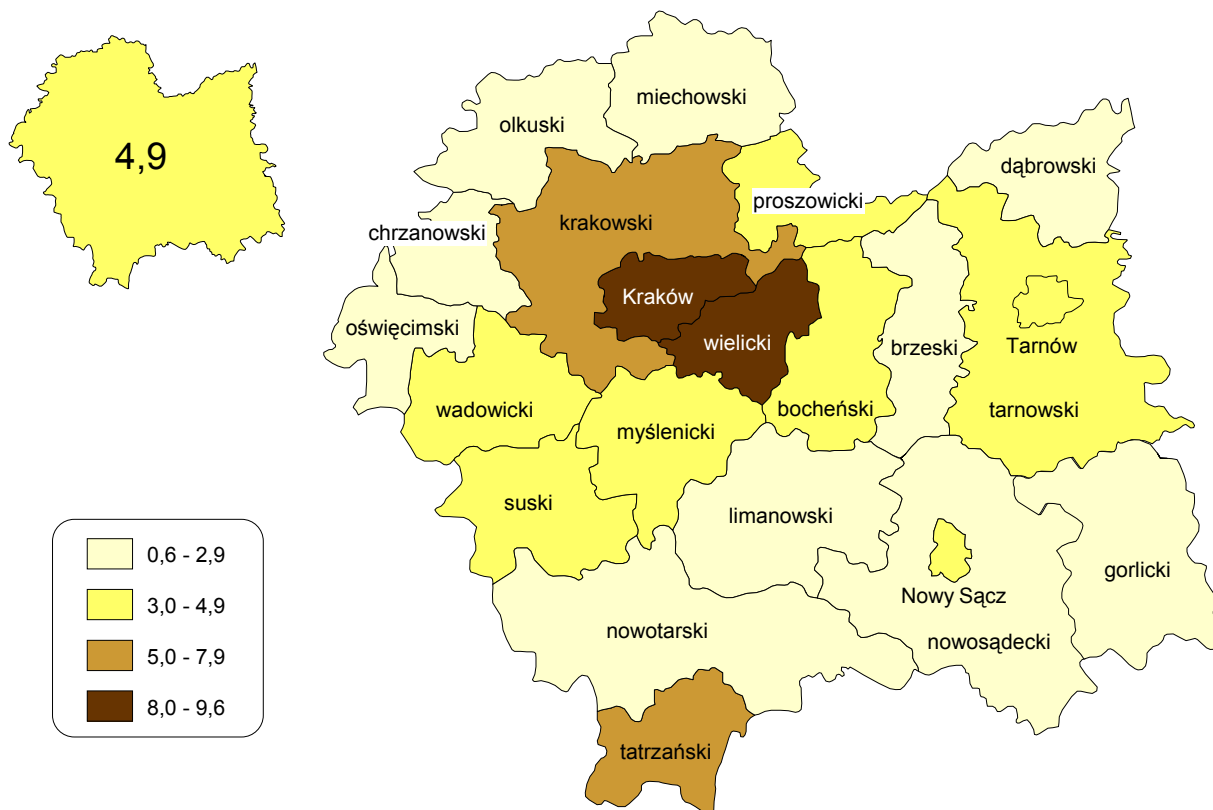 miechowski
olkuski
4,9
dąbrowski
proszowicki
krakowski
chrzanowski
Kraków
oświęcimski
wielicki
brzeski
Tarnów
wadowicki
bocheński
tarnowski
myślenicki
suski
limanowski
0,6 - 2,9
gorlicki
3,0 - 4,9
Nowy Sącz
nowotarski
nowosądecki
5,0 - 7,9
8,0 - 9,6
tatrzański